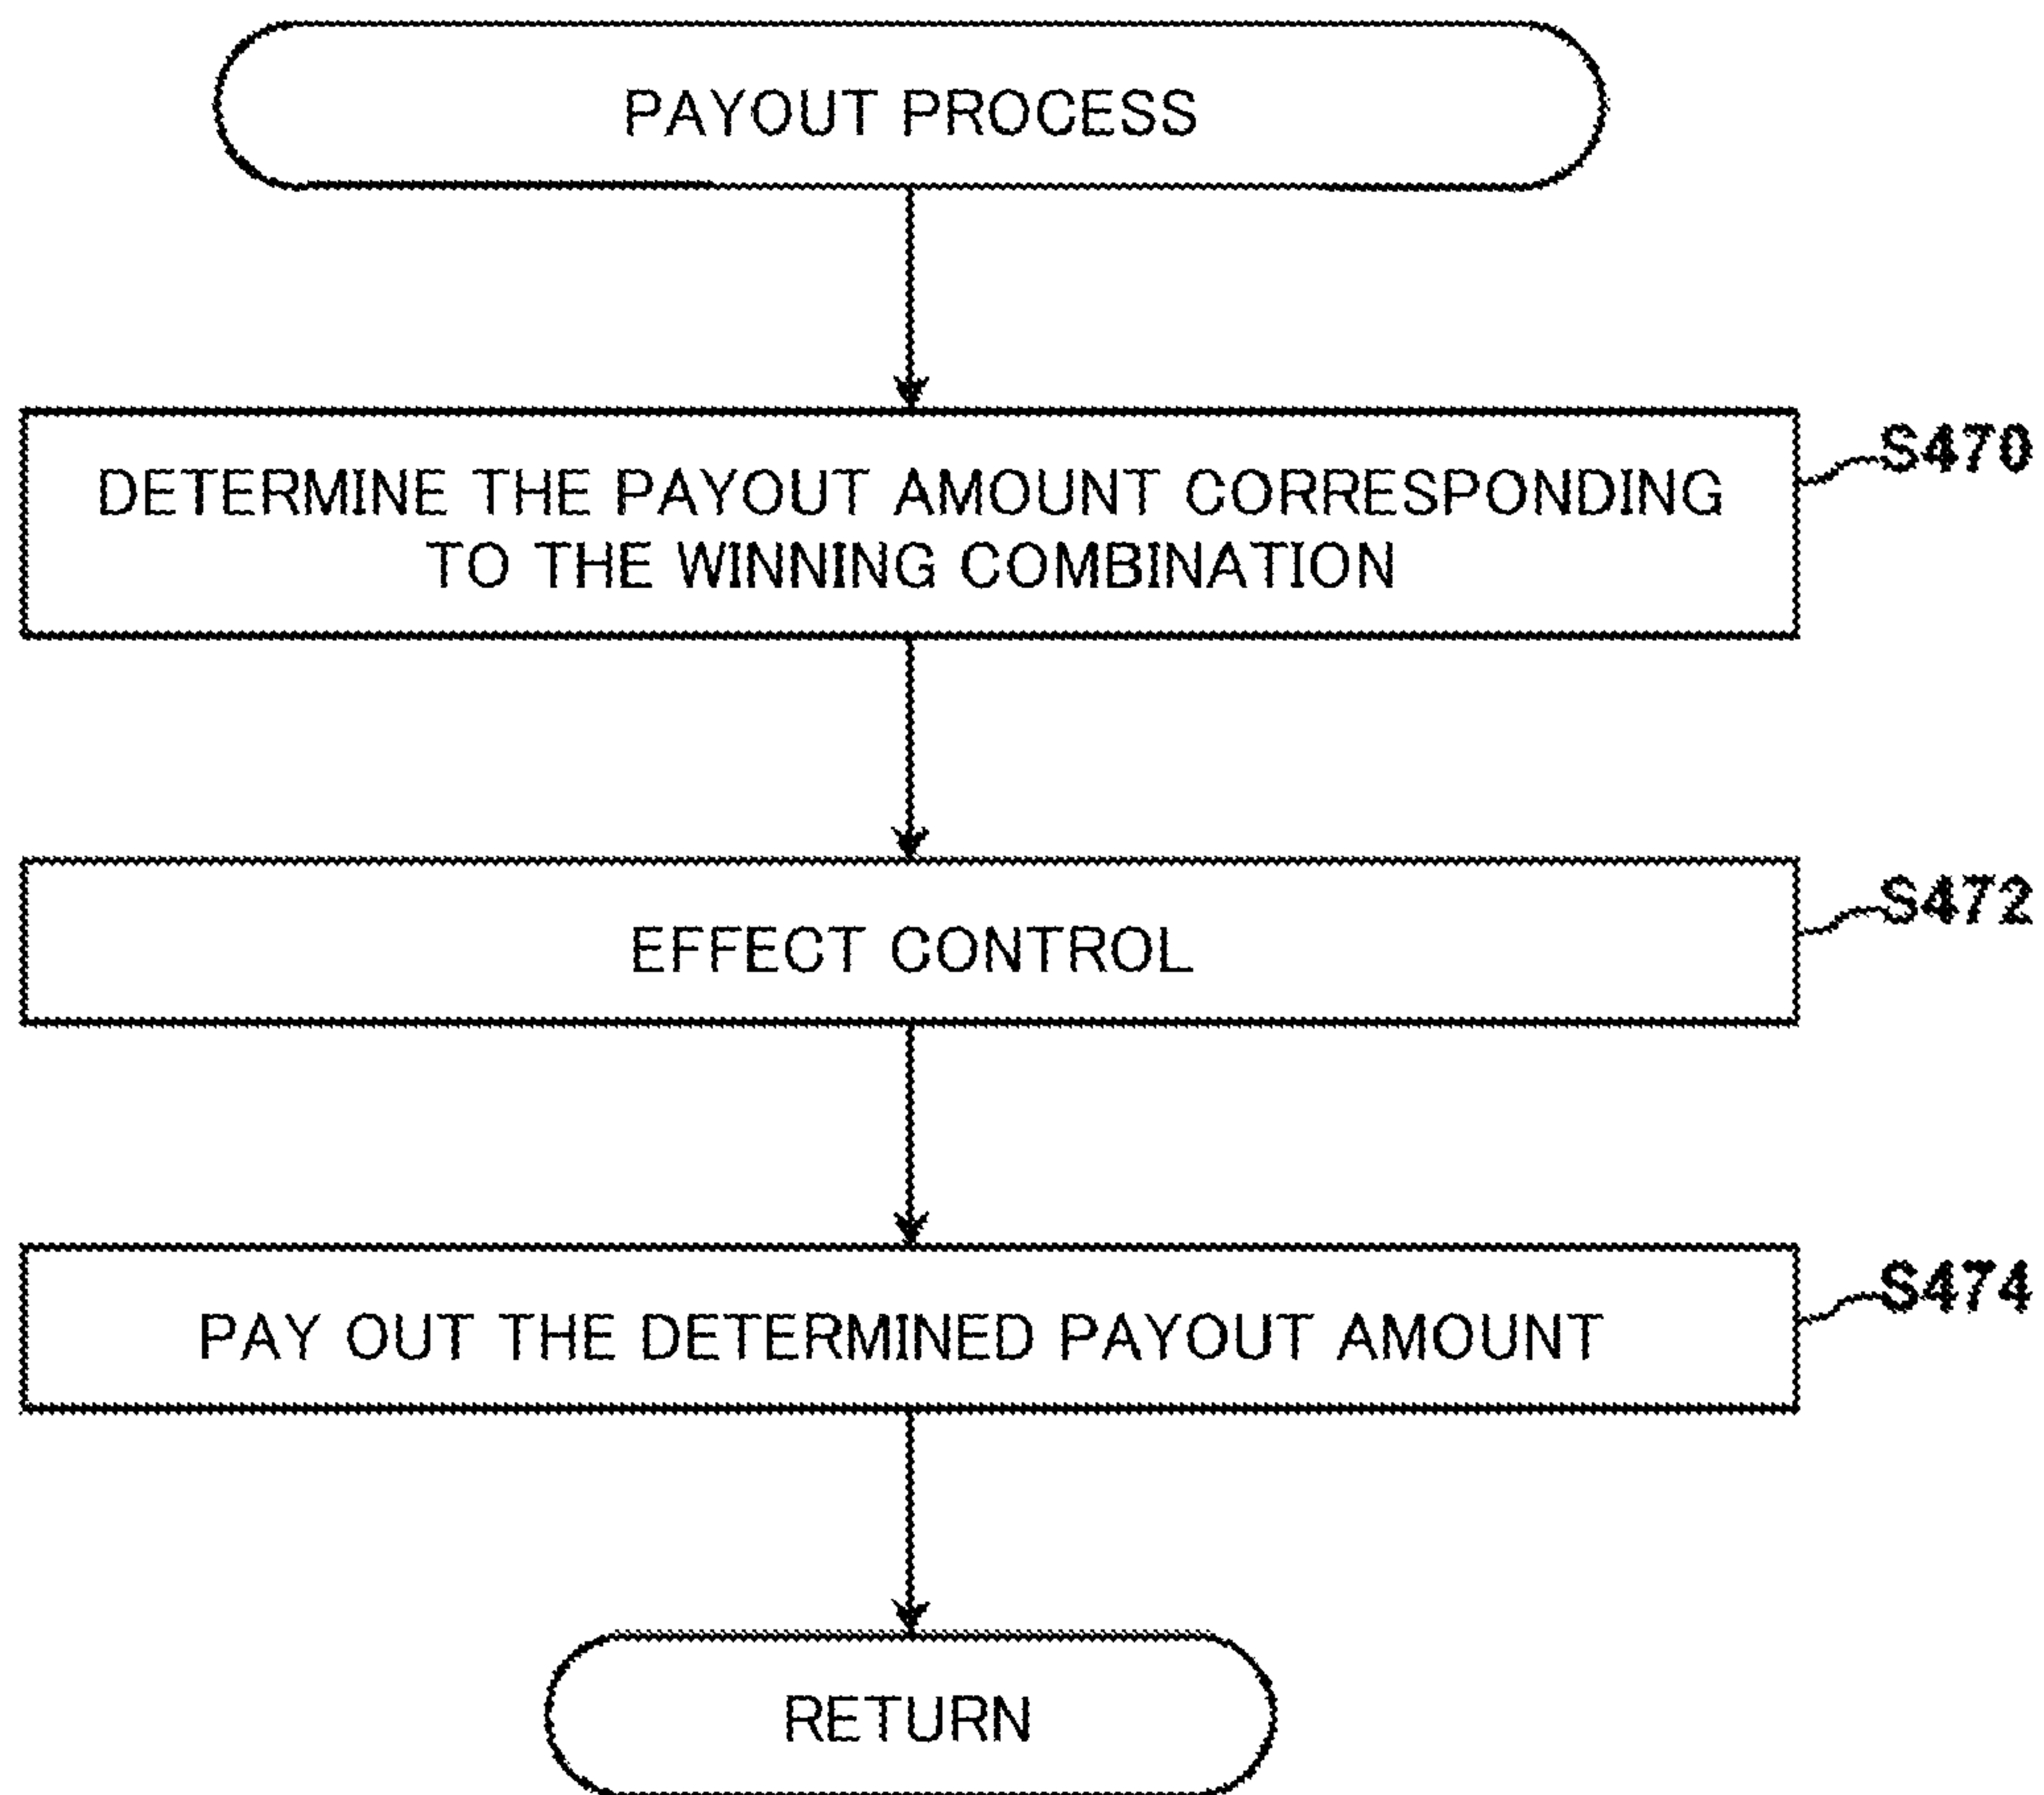 PAYOUT PROCESS
DETERMINE THE PAYOUT AMOUNT CORRESPONDING
TO THE WINNING COMBINATION
S470
EFFECT CONTROL
S472
PAY OUT THE DETERMINED PAYOUT AMOUNT
S474
RETURN